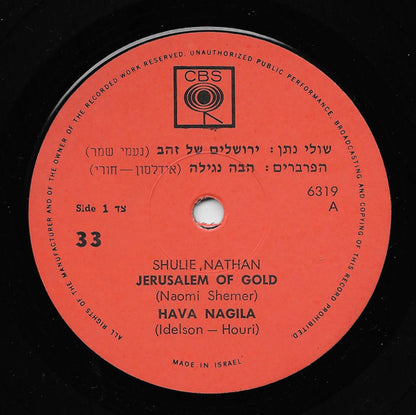 ALL RIGHTS OF THE MANUFACTURER AND OF THE OWNER OF THE RECORDED WORK RESERVED. UNAUTHORIZED PUBLIC PERFORMANCE, BROADCASTING AND COPYING OF THIS RECORD PROHIBITED
CBS
שולי נתן: ירושלים של זהב (נעמי שמר)
הפרברים: הבה נגילה (אידלמון – חורי)
6319
Side 1 צד
A
33
SHULIE, NATHAN
JERUSALEM OF GOLD
(Naomi Shemer)
HAVA NAGILA
(Idelson – Houri)
MADE IN ISRAEL